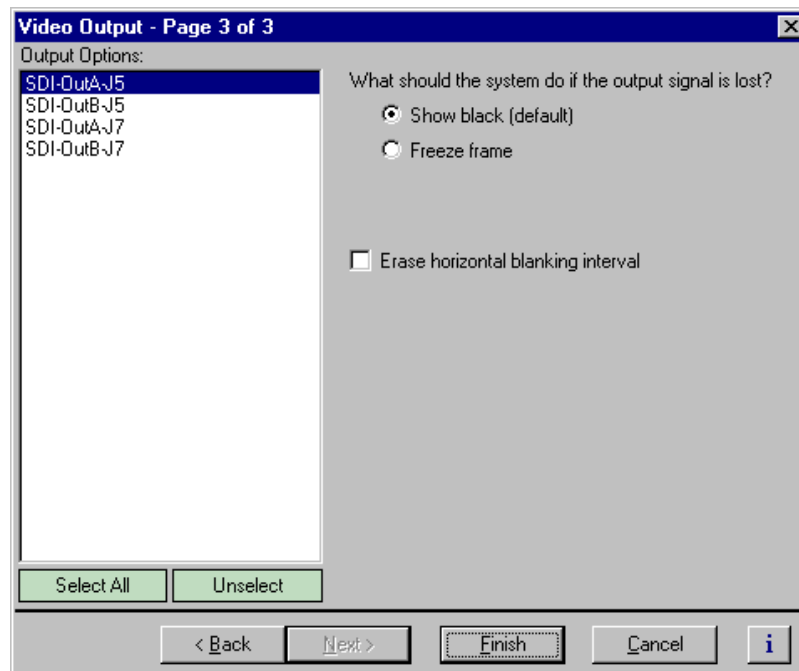 Video Output - Page 3 of 3
Output Options:
SDI-OutA-J5
SDI-OutB-J5
SDI-OutA-J7
SDI-OutB-J7
What should the system do if the output signal is lost?
Show black (default)
Freeze frame
Erase horizontal blanking interval
Select All
Unselect
< Back
Next >
Finish
Cancel
i